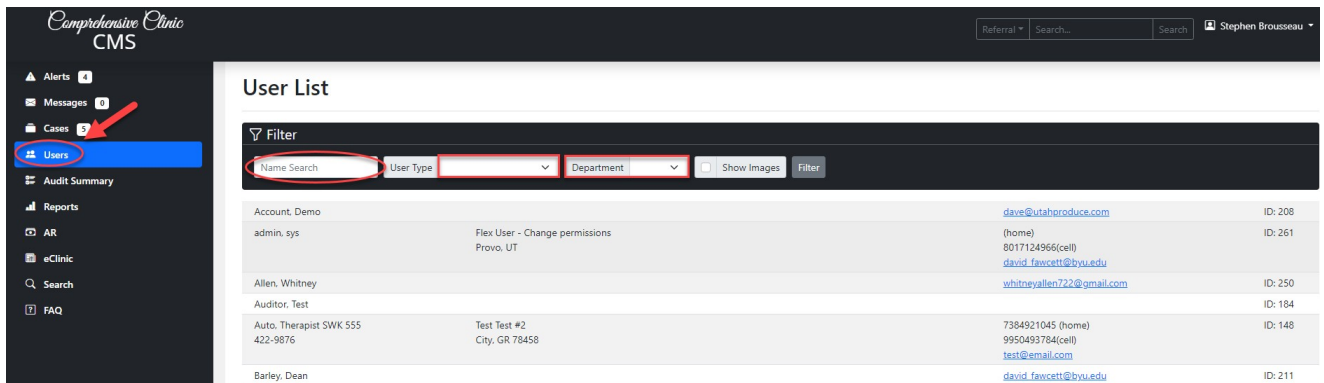 Comprehensive Clinic
CMS
Referral Search... Search Stephen Brousseau
Alerts 4
Messages 0
Cases 5
Users
Audit Summary
Reports
AR
eClinic
Search
FAQ
User List
Filter
Name Search User Type Department Show Images Filter
Account, Demo dave@utahproduce.com ID: 208
admin, sys Flex User - Change permissions (home) ID: 261
Provo, UT 8017124966(cell)
david_fawcett@byu.edu
Allen, Whitney whitneyallen722@gmail.com ID: 250
Auditor, Test ID: 184
Auto, Therapist SWK 555 Test Test #2 7384921045 (home) ID: 148
422-9876 City, GR 78458 9950493784(cell)
test@email.com
Barley, Dean david_fawcett@byu.edu ID: 211